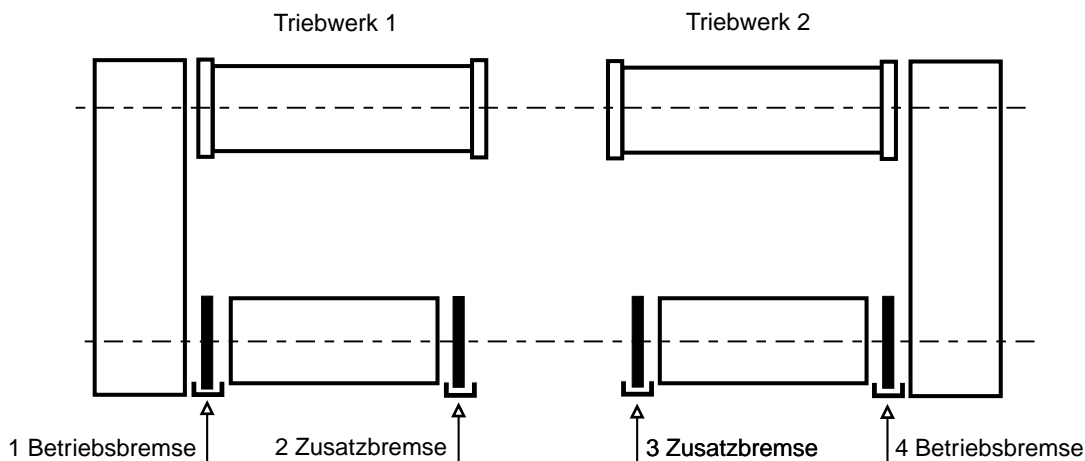 Triebwerk 1
Triebwerk 2
1 Betriebsbremse
2 Zusatzbremse
3 Zusatzbremse
4 Betriebsbremse